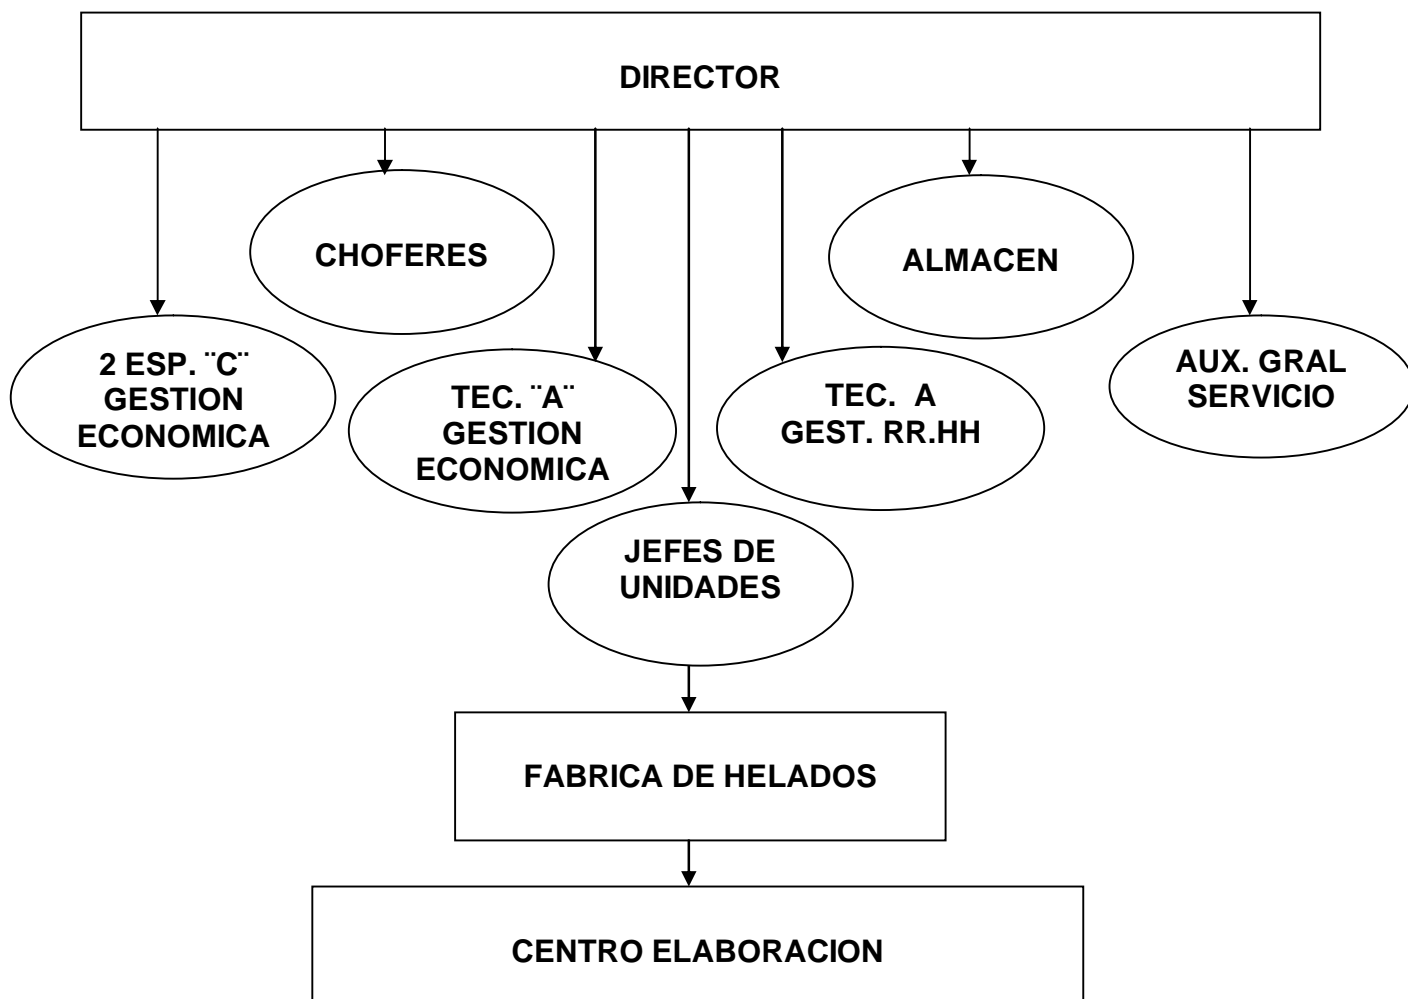 DIRECTOR
CHOFERES
ALMACEN
2 ESP. ¨C¨
GESTION
ECONOMICA
TEC. ¨A¨
GESTION
ECONOMICA
TEC.  A
GEST. RR.HH
AUX. GRAL
SERVICIO
JEFES DE
UNIDADES
FABRICA DE HELADOS
CENTRO ELABORACION